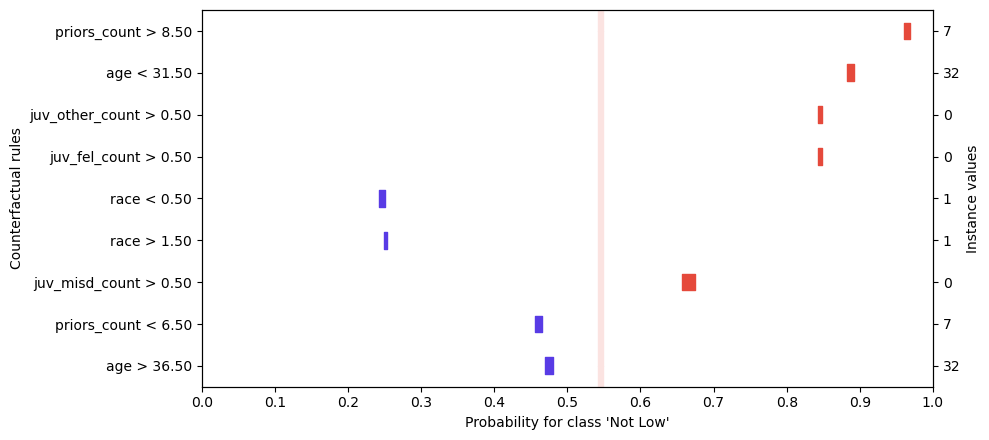 Counterfactual rules
priors_count > 8.50 7
age < 31.50 32
juv_other_count > 0.50 0
juv_fel_count > 0.50 0
race < 0.50 1
race > 1.50 1
juv_misd_count > 0.50 0
priors_count < 6.50 7
age > 36.50 32
Instance values
0.0 0.1 0.2 0.3 0.4 0.5 0.6 0.7 0.8 0.9 1.0
Probability for class 'Not Low'